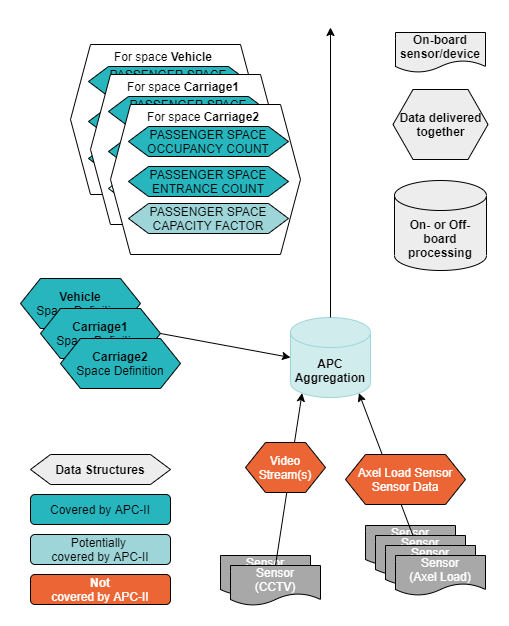 For space Vehicle
PASSENGER SPACE
For space Carriage1
PASSENGER SPACE
For space Carriage2
PASSENGER SPACE
OCCUPANCY COUNT
PASSENGER SPACE
ENTRANCE COUNT
PASSENGER SPACE
CAPACITY FACTOR
On-board
sensor/device
Data delivered
together
On- or Off-
board
processing
Vehicle
Space Definition
Carriage1
Space Definition
Carriage2
Space Definition
APC
Aggregation
Data Structures
Covered by APC-II
Potentially
covered by APC-II
Not
covered by APC-II
Video
Stream(s)
Axel Load Sensor
Sensor Data
Sensor
Sensor
(CCTV)
Sensor
Sensor
Sensor
Sensor
(Axel Load)